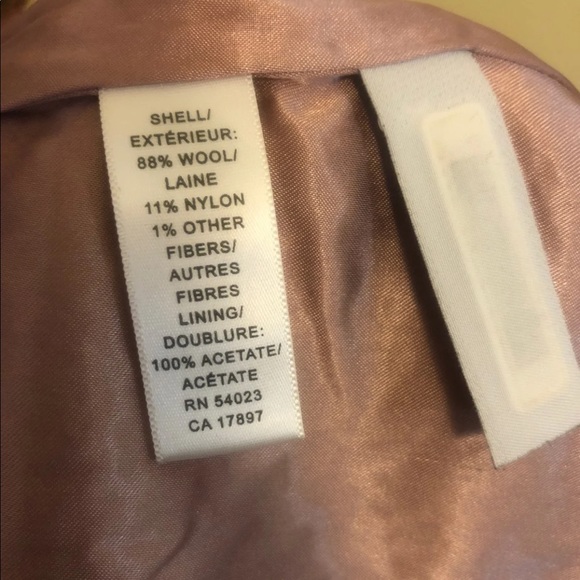 SHELL/
EXTÉRIEUR:
88% WOOL/
LAINE
11% NYLON
1% OTHER
FIBERS/
AUTRES
FIBRES
LINING/
DOUBLURE:
100% ACETATE/
ACÉTATE
RN 54023
CA 17897